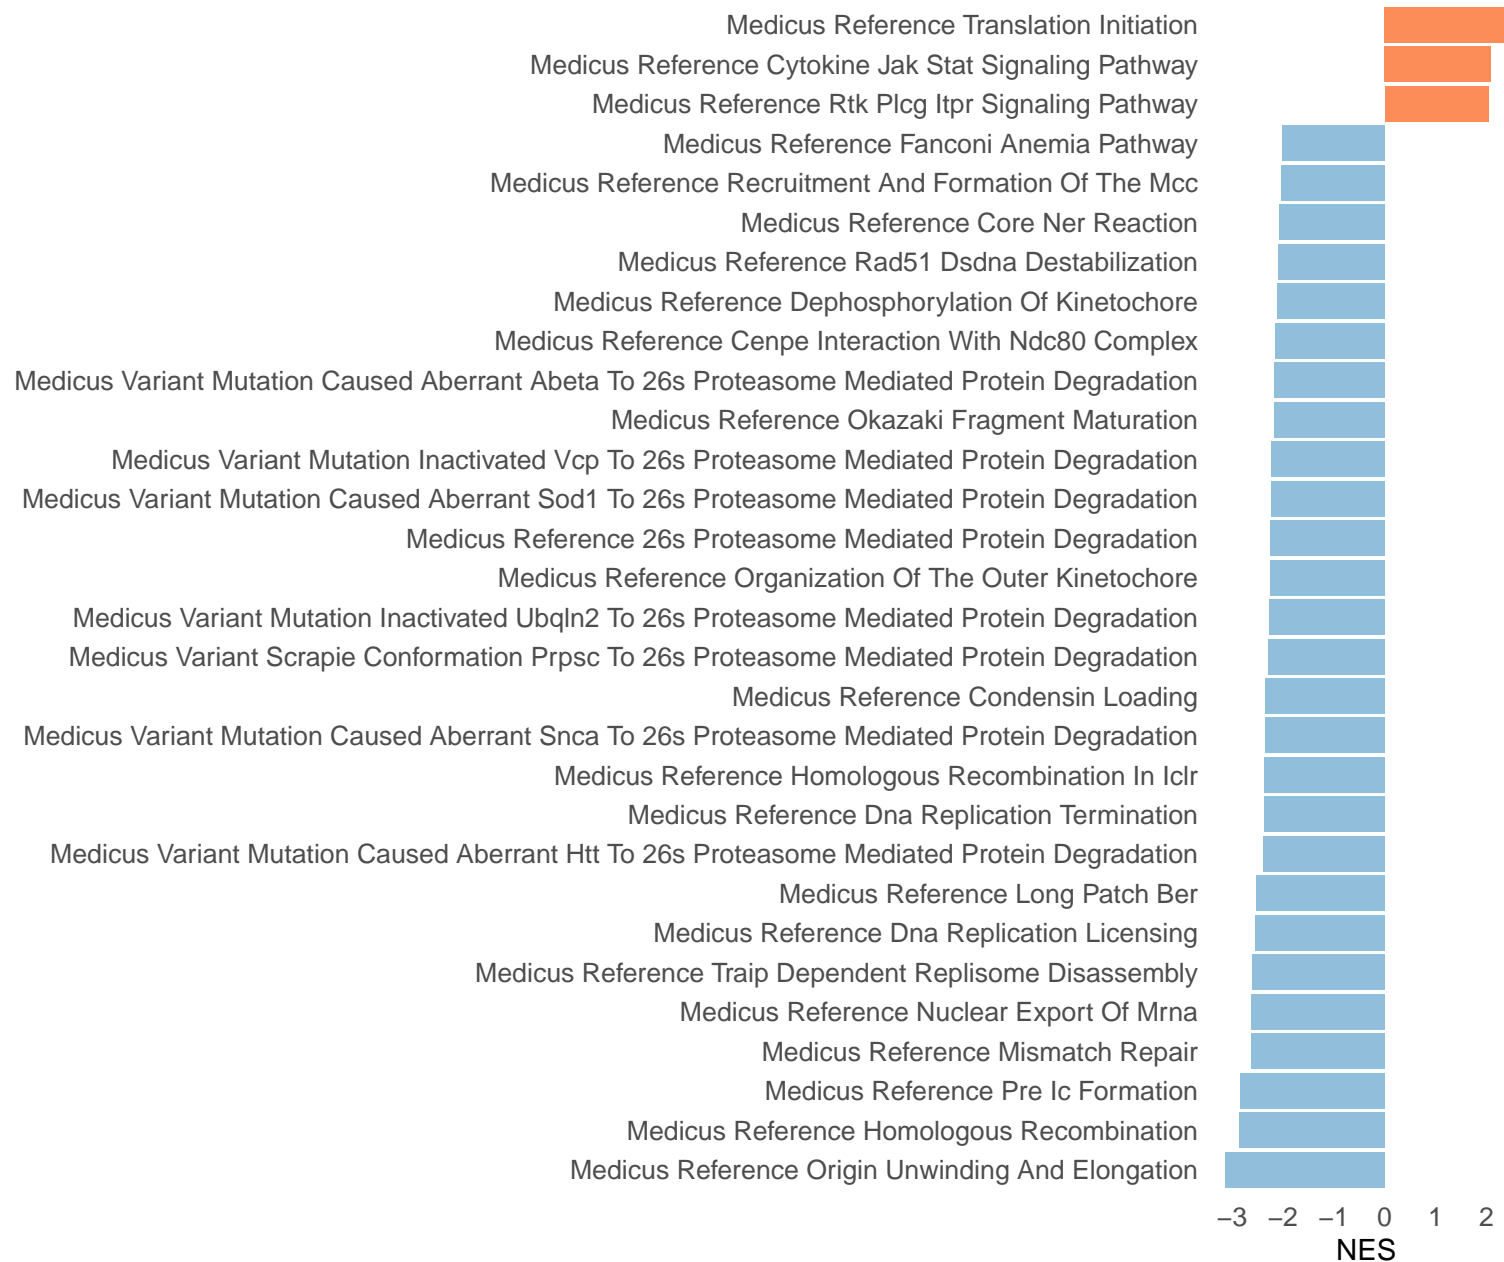 Medicus Reference Translation Initiation
Medicus Reference Cytokine Jak Stat Signaling Pathway
Medicus Reference Rtk Plcg Itpr Signaling Pathway
Medicus Reference Fanconi Anemia Pathway
Medicus Reference Recruitment And Formation Of The Mcc
Medicus Reference Core Ner Reaction
Medicus Reference Rad51 Dsdna Destabilization
Medicus Reference Dephosphorylation Of Kinetochore
Medicus Reference Cenpe Interaction With Ndc80 Complex
Medicus Variant Mutation Caused Aberrant Abeta To 26s Proteasome Mediated Protein Degradation
Medicus Reference Okazaki Fragment Maturation
Medicus Variant Mutation Inactivated Vcp To 26s Proteasome Mediated Protein Degradation
Medicus Variant Mutation Caused Aberrant Sod1 To 26s Proteasome Mediated Protein Degradation
Medicus Reference 26s Proteasome Mediated Protein Degradation
Medicus Reference Organization Of The Outer Kinetochore
Medicus Variant Mutation Inactivated Ubqln2 To 26s Proteasome Mediated Protein Degradation
Medicus Variant Scrapie Conformation Prpsc To 26s Proteasome Mediated Protein Degradation
Medicus Reference Condensin Loading
Medicus Variant Mutation Caused Aberrant Snca To 26s Proteasome Mediated Protein Degradation
Medicus Reference Homologous Recombination In Iclr
Medicus Reference Dna Replication Termination
Medicus Variant Mutation Caused Aberrant Htt To 26s Proteasome Mediated Protein Degradation
Medicus Reference Long Patch Ber
Medicus Reference Dna Replication Licensing
Medicus Reference Traip Dependent Replisome Disassembly
Medicus Reference Nuclear Export Of Mrna
Medicus Reference Mismatch Repair
Medicus Reference Pre Ic Formation
Medicus Reference Homologous Recombination
Medicus Reference Origin Unwinding And Elongation
−3 −2 −1 0 1 2
NES